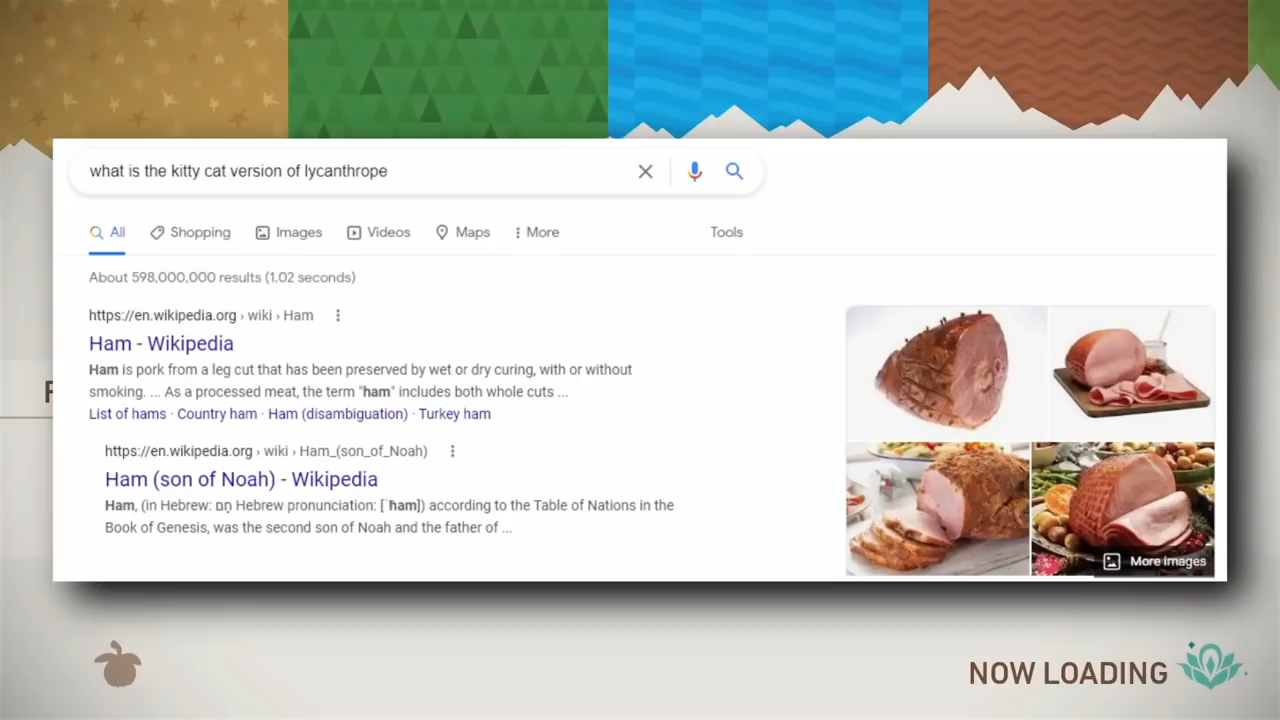 what is the kitty cat version of lycanthrope
All Shopping Images Videos Maps More Tools
About 598,000,000 results (1.02 seconds)
https://en.wikipedia.org › wiki › Ham
Ham - Wikipedia
Ham is pork from a leg cut that has been preserved by wet or dry curing, with or without
smoking. ... As a processed meat, the term "ham" includes both whole cuts ...
List of hams · Country ham · Ham (disambiguation) · Turkey ham
https://en.wikipedia.org › wiki › Ham_(son_of_Noah)
Ham (son of Noah) - Wikipedia
Ham, (in Hebrew: חָם Hebrew pronunciation: [ˈħam]) according to the Table of Nations in the
Book of Genesis, was the second son of Noah and the father of ...
More images
NOW LOADING